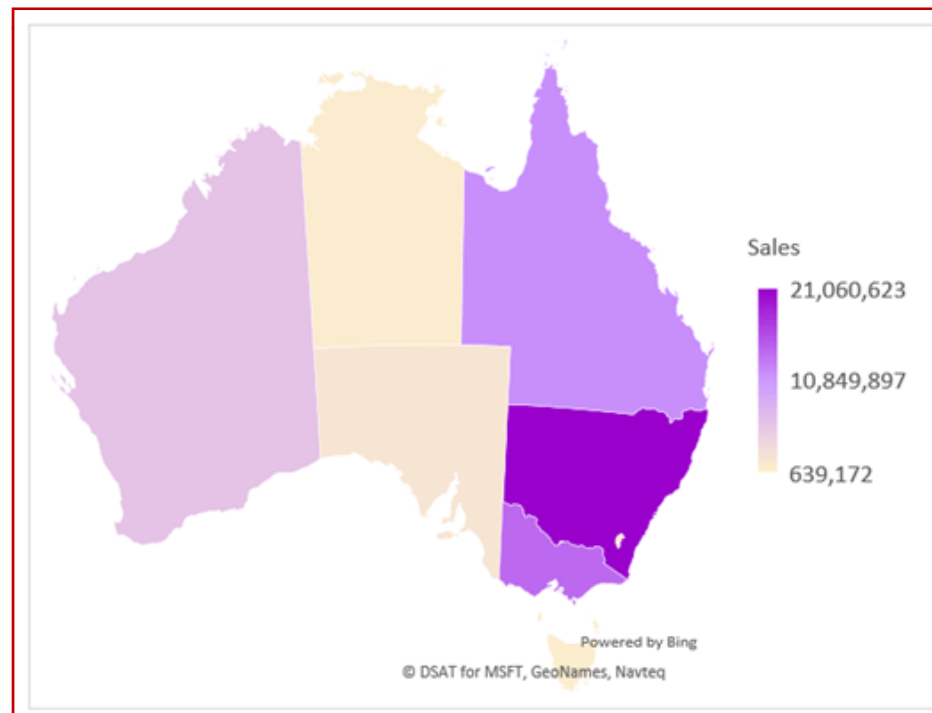 Sales
21,060,623
10,849,897
639,172
Powered by Bing
© DSAT for MSFT, GeoNames, Navteq